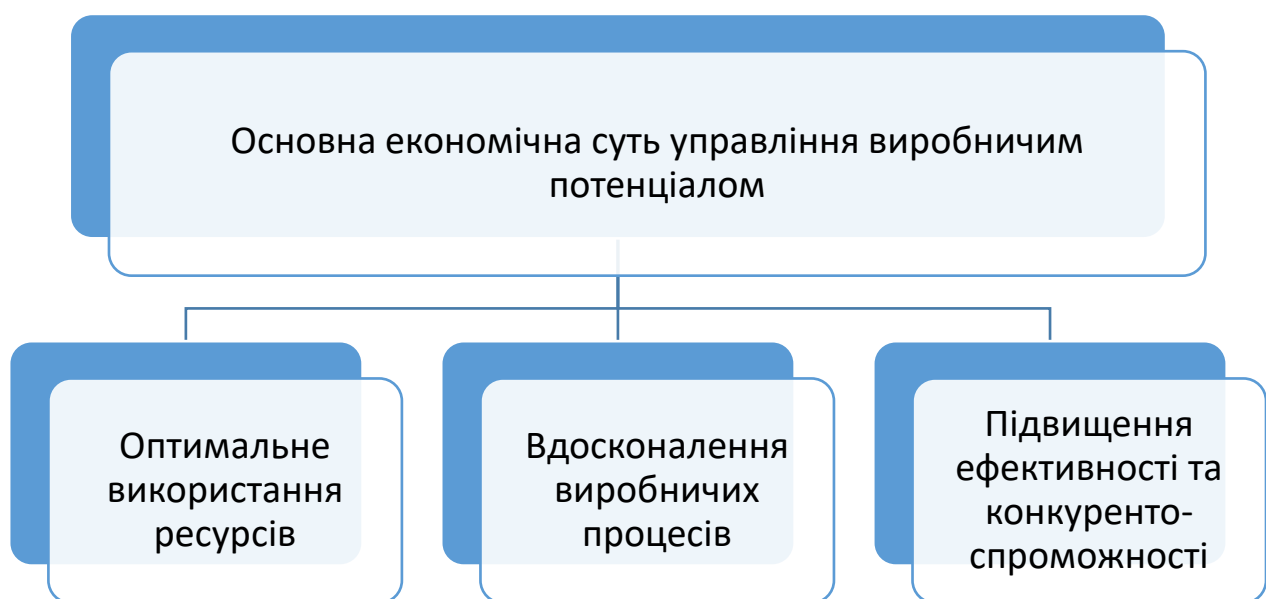 Основна економічна суть управління виробничим
потенціалом
Оптимальне
використання
ресурсів
Вдосконалення
виробничих
процесів
Підвищення
ефективності та
конкуренто-
спроможності